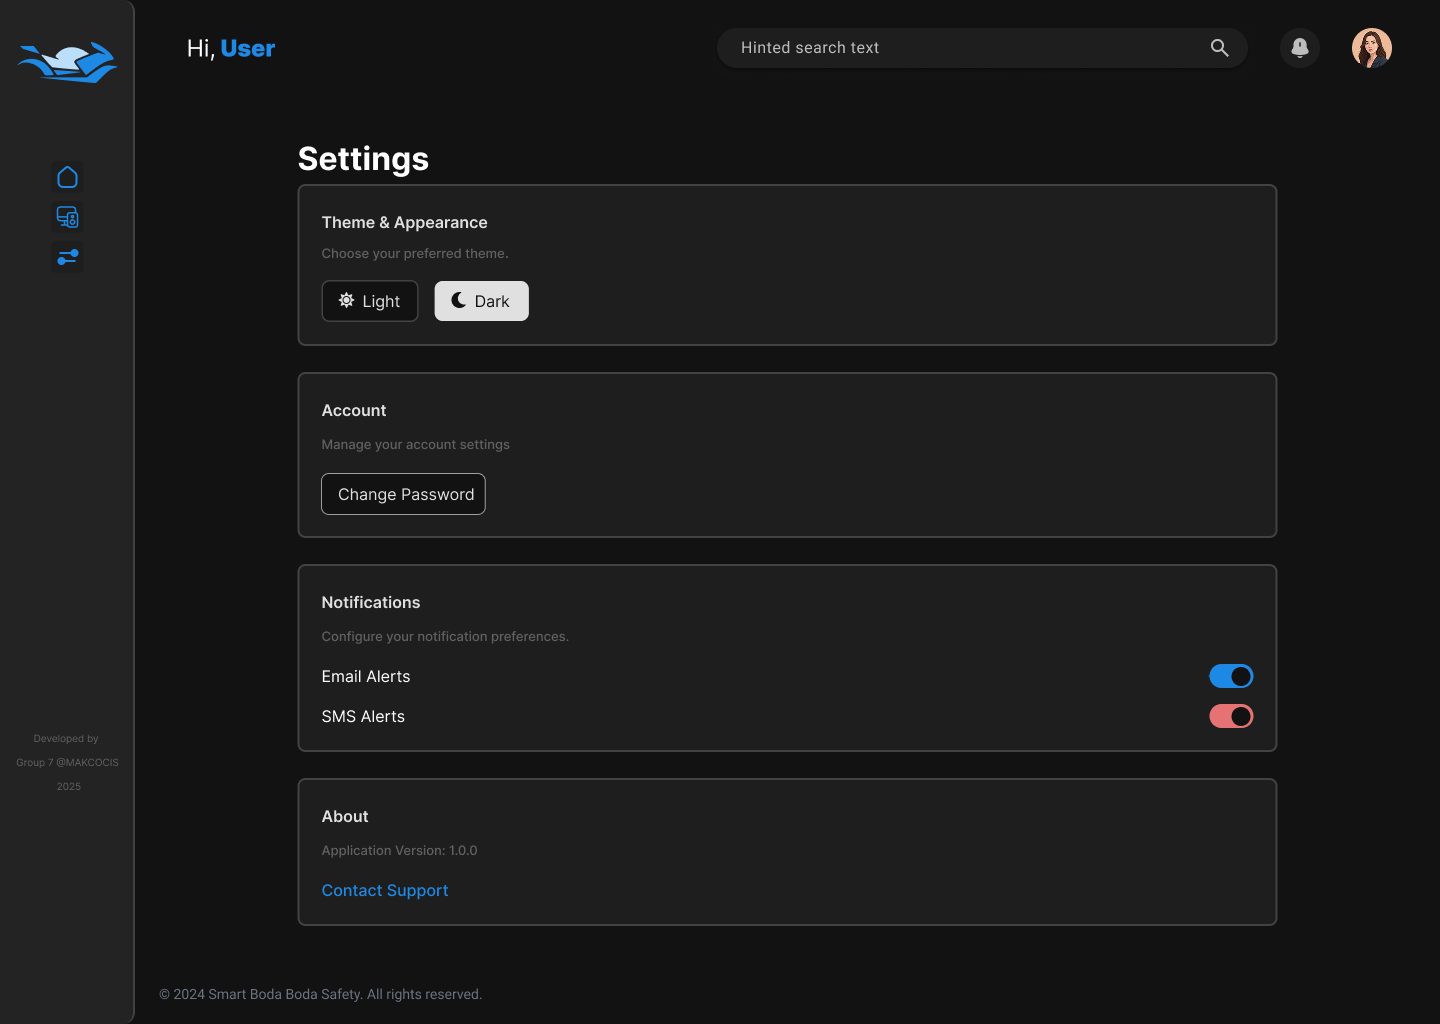 Hi, User
Hinted search text
Settings
Theme & Appearance
Choose your preferred theme.
Light
Dark
Account
Manage your account settings
Change Password
Notifications
Configure your notification preferences.
Email Alerts
SMS Alerts
Developed by
Group 7 @MAKCOCIS
2025
About
Application Version: 1.0.0
Contact Support
© 2024 Smart Boda Boda Safety. All rights reserved.